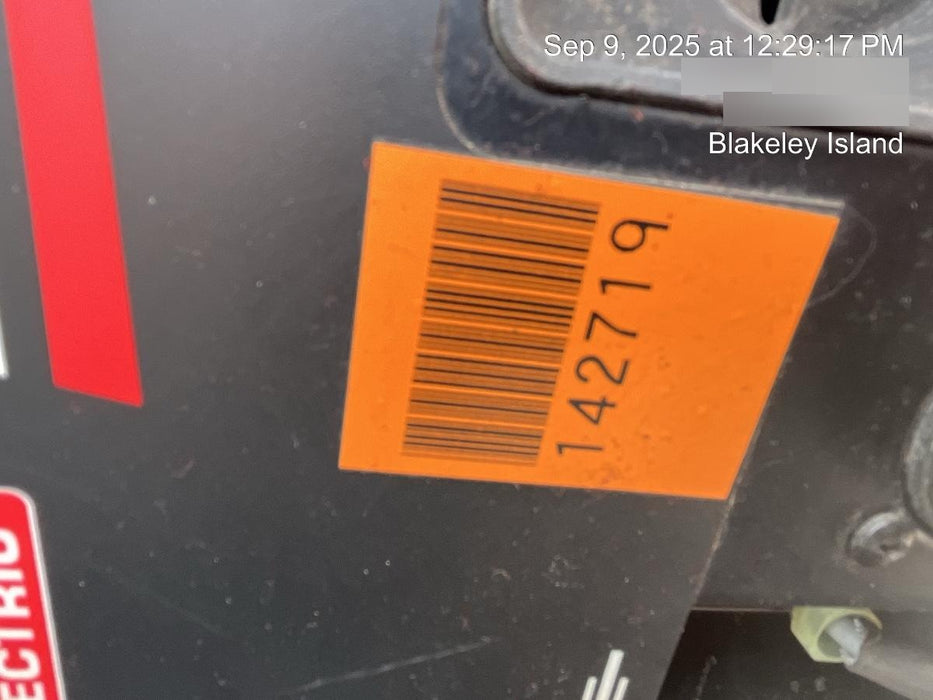 Sep 9, 2025 at 12:29:17 PM
Blakeley Island
142719
ECTRIC